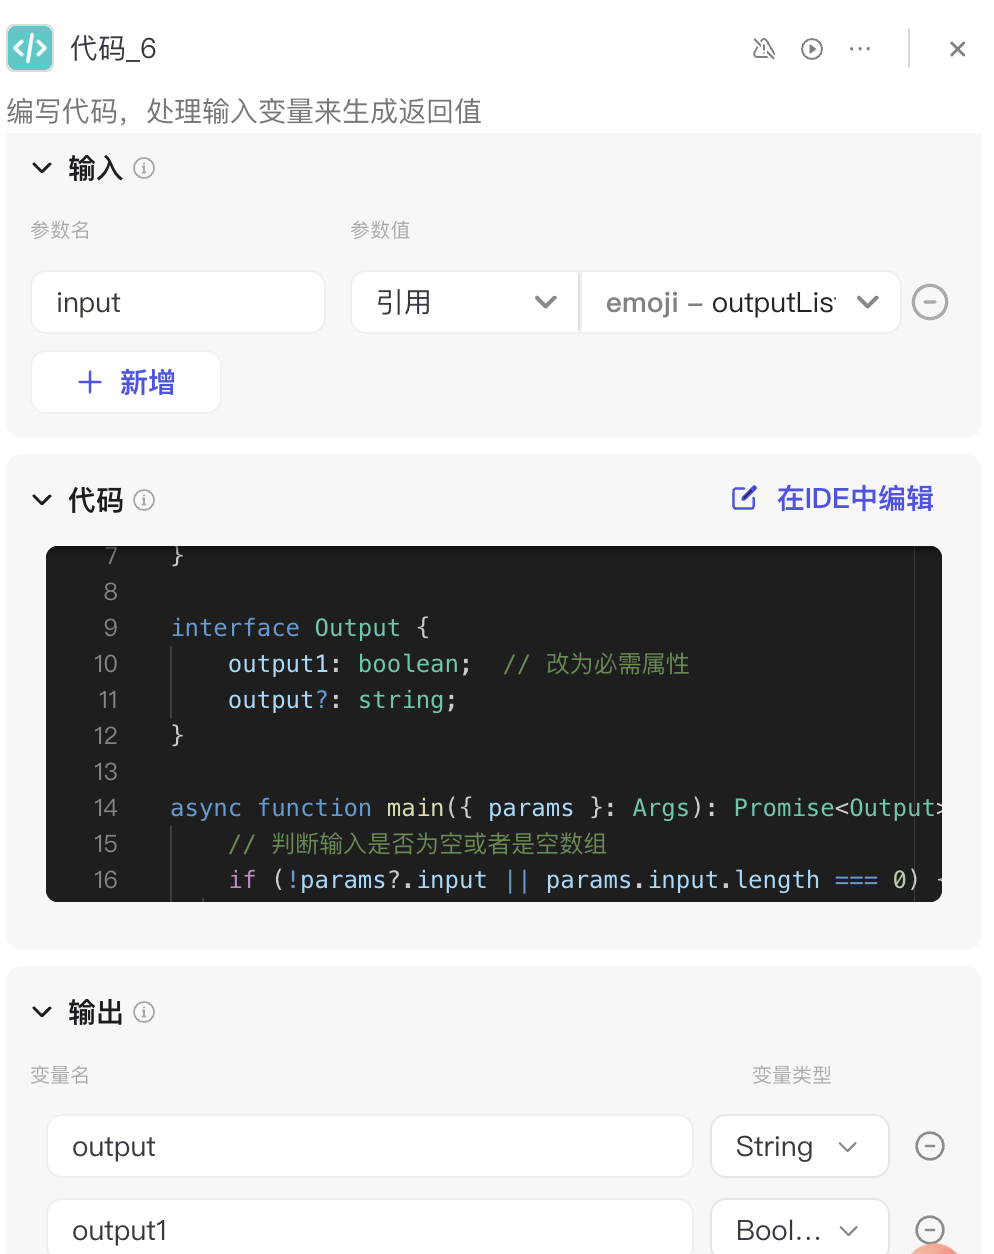 代码_6
编写代码，处理输入变量来生成返回值
输入
参数名 参数值
input 引用 emoji – outputLis
新增
代码 在IDE中编辑
7 }
8
9 interface Output {
10 output1: boolean; // 改为必需属性
11 output?: string;
12 }
13
14 async function main({ params }: Args): Promise<Output>
15 // 判断输入是否为空或者是空数组
16 if (!params?.input || params.input.length === 0) {
输出
变量名 变量类型
output String
output1 Bool...